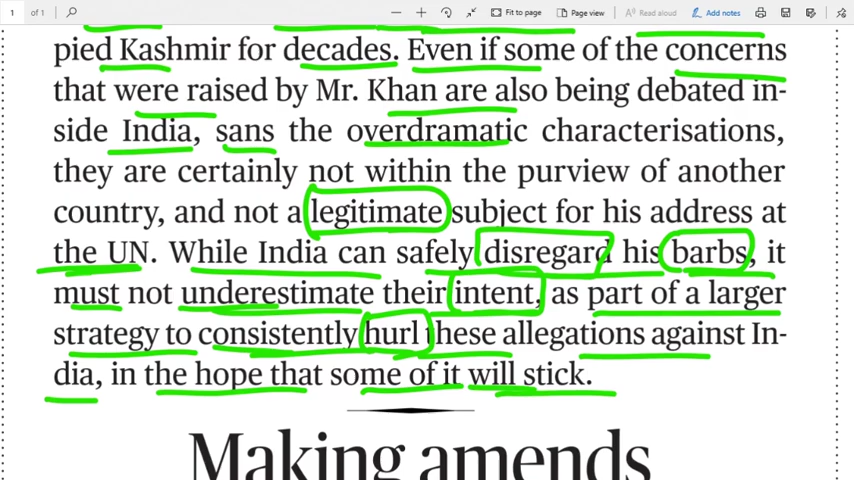 1 of 1 Fit to page Page view Read aloud Add notes
pied Kashmir for decades. Even if some of the concerns
that were raised by Mr. Khan are also being debated in-
side India, sans the overdramatic characterisations,
they are certainly not within the purview of another
country, and not a legitimate subject for his address at
the UN. While India can safely disregard his barbs, it
must not underestimate their intent, as part of a larger
strategy to consistently hurl these allegations against In-
dia, in the hope that some of it will stick.
Making amends